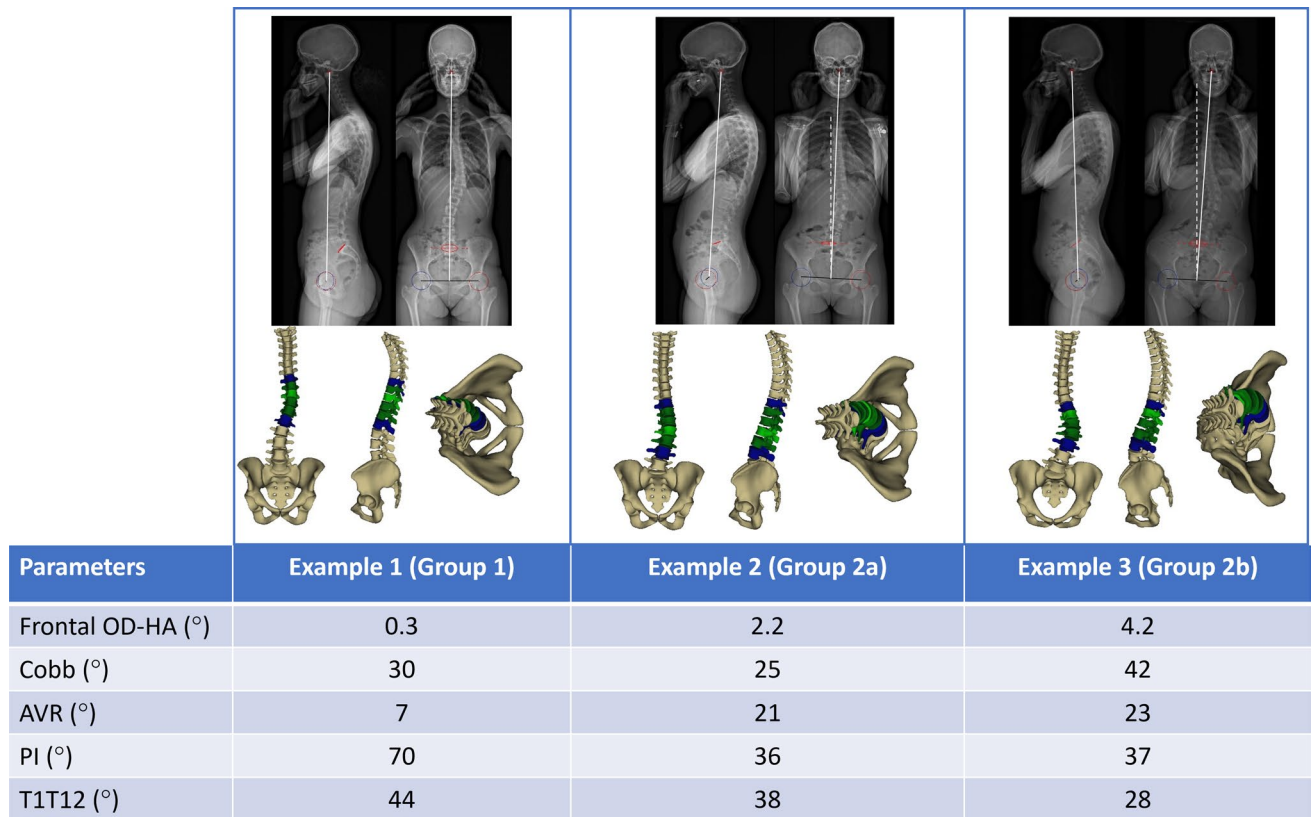 Parameters Example 1 (Group 1) Example 2 (Group 2a) Example 3 (Group 2b)
Frontal OD-HA (°) 0.3 2.2 4.2
Cobb (°) 30 25 42
AVR (°) 7 21 23
PI (°) 70 36 37
T1T12 (°) 44 38 28